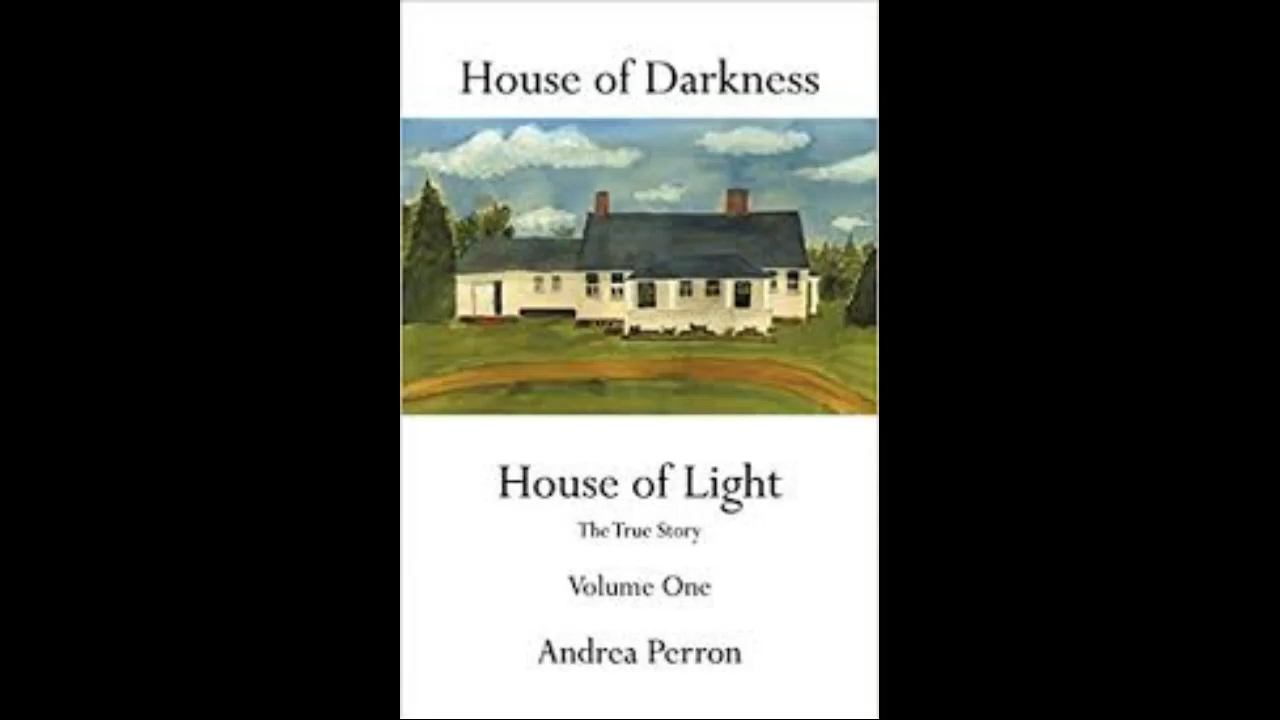 House of Darkness
House of Light
The True Story
Volume One
Andrea Perron